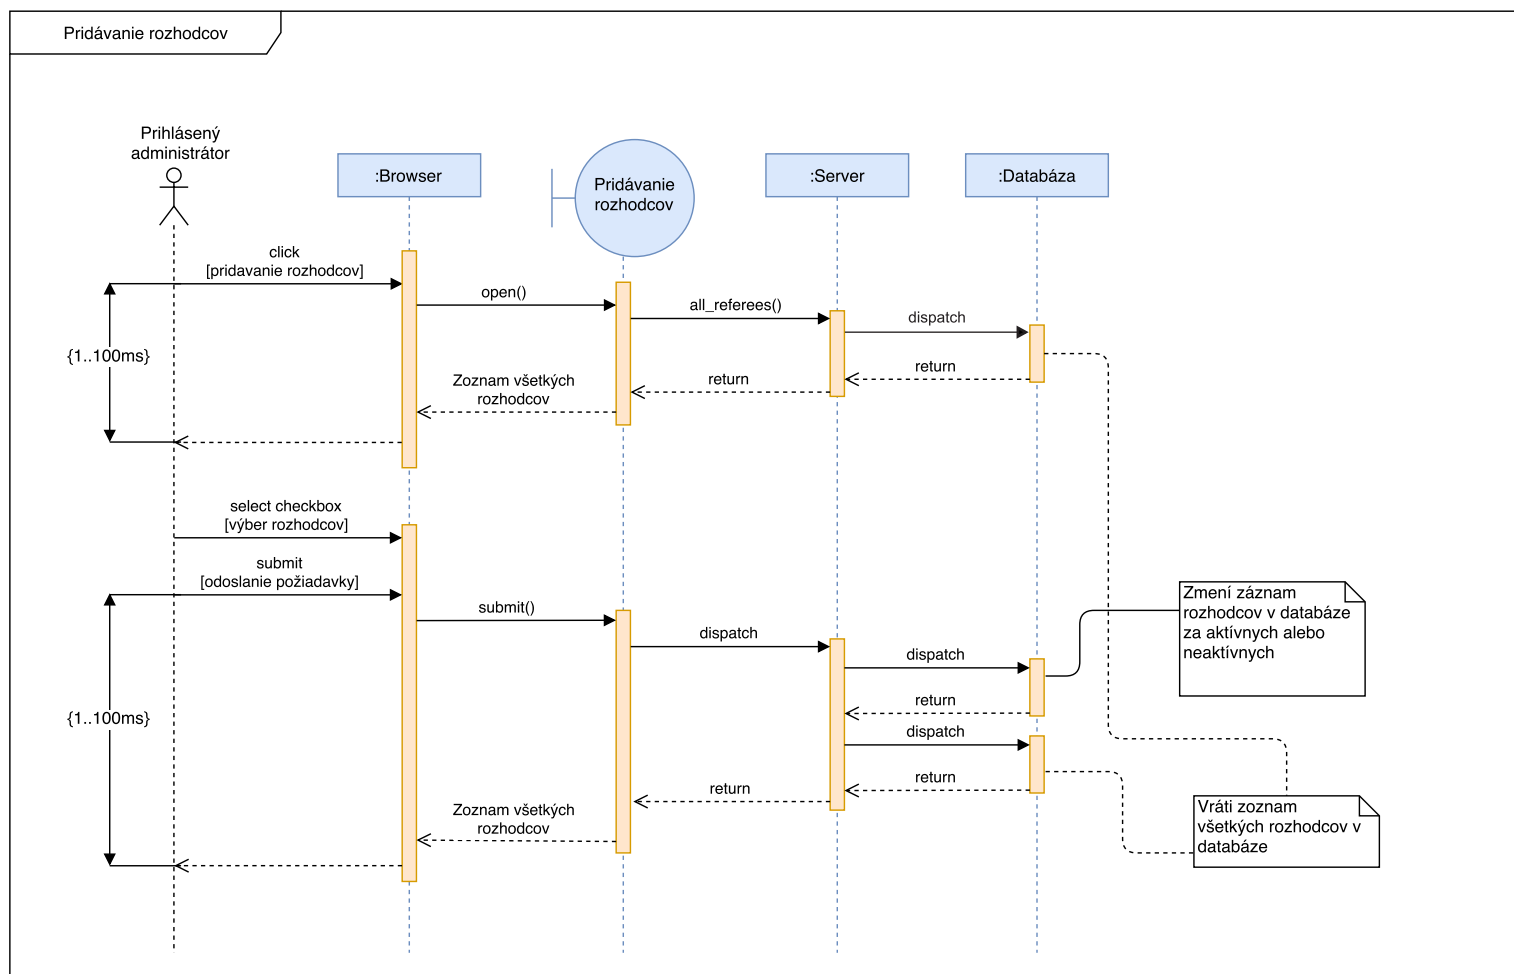 Pridávanie rozhodcov
Prihlásený
administrátor
:Browser
Pridávanie
rozhodcov
:Server
:Databáza
click
[pridavanie rozhodcov]
open()
all_referees()
dispatch
{1..100ms}
return
return
Zoznam všetkých
rozhodcov
select checkbox
[výber rozhodcov]
submit
[odoslanie požiadavky]
submit()
dispatch
dispatch
Zmení záznam
rozhodcov v databáze
za aktívnych alebo
neaktívnych
return
{1..100ms}
dispatch
return
return
Zoznam všetkých
rozhodcov
Vráti zoznam
všetkých rozhodcov v
databáze